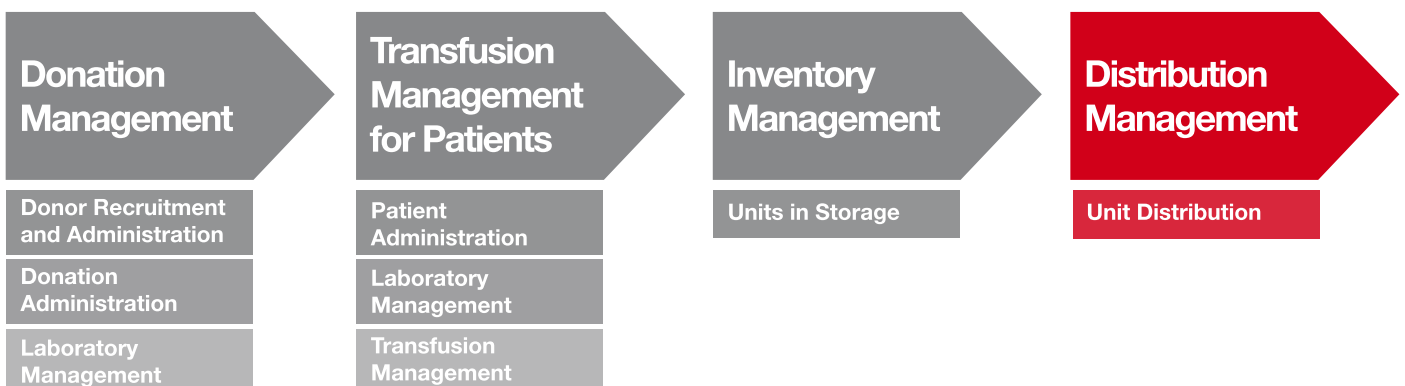 Donation
Management
Transfusion
Management
for Patients
Inventory
Management
Distribution
Management
Donor Recruitment
and Administration
Donation
Administration
Laboratory
Management
Patient
Administration
Laboratory
Management
Transfusion
Management
Units in Storage
Unit Distribution